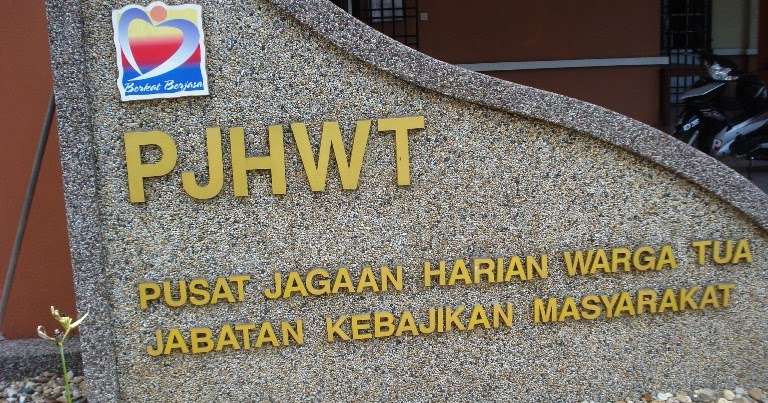 Berkat Berjasa
PJHWT
PUSAT JAGAAN HARIAN WARGA TUA
JABATAN KEBAJIKAN MASYARAKAT